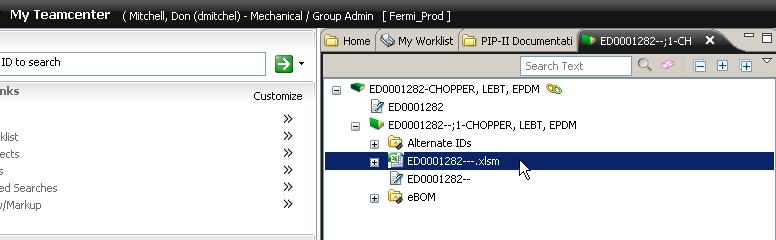 My Teamcenter ( Mitchell, Don (dmitchel) - Mechanical / Group Admin [ Fermi_Prod ]
Home My Worklist PIP-II Documentati ED0001282--;1-CH
ID to search
Search Text
nks
Customize
ED0001282-CHOPPER, LEBT, EPDM
ED0001282
ED0001282--;1-CHOPPER, LEBT, EPDM
klist
Alternate IDs
ects
ED0001282---.xlsm
s
ED0001282--
ed Searches
eBOM
w/Markup